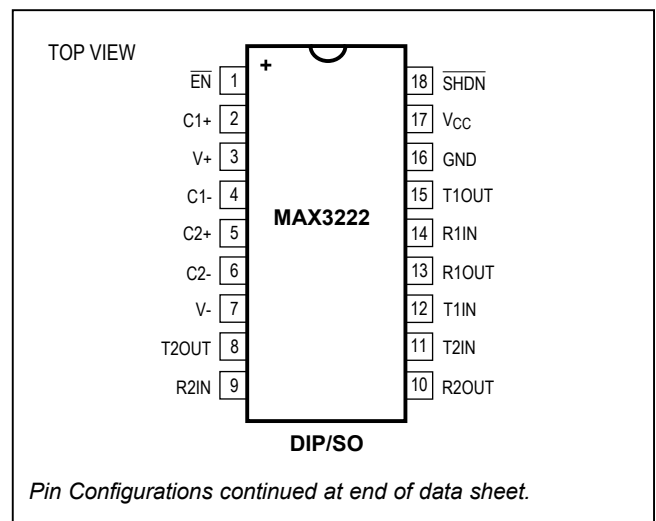 TOP VIEW
+
E̅N̅ 1
18 S̅H̅D̅N̅
C1+ 2
17 VCC
V+ 3
16 GND
C1- 4
15 T1OUT
MAX3222
C2+ 5
14 R1IN
C2- 6
13 R1OUT
V- 7
12 T1IN
T2OUT 8
11 T2IN
R2IN 9
10 R2OUT
DIP/SO
Pin Configurations continued at end of data sheet.